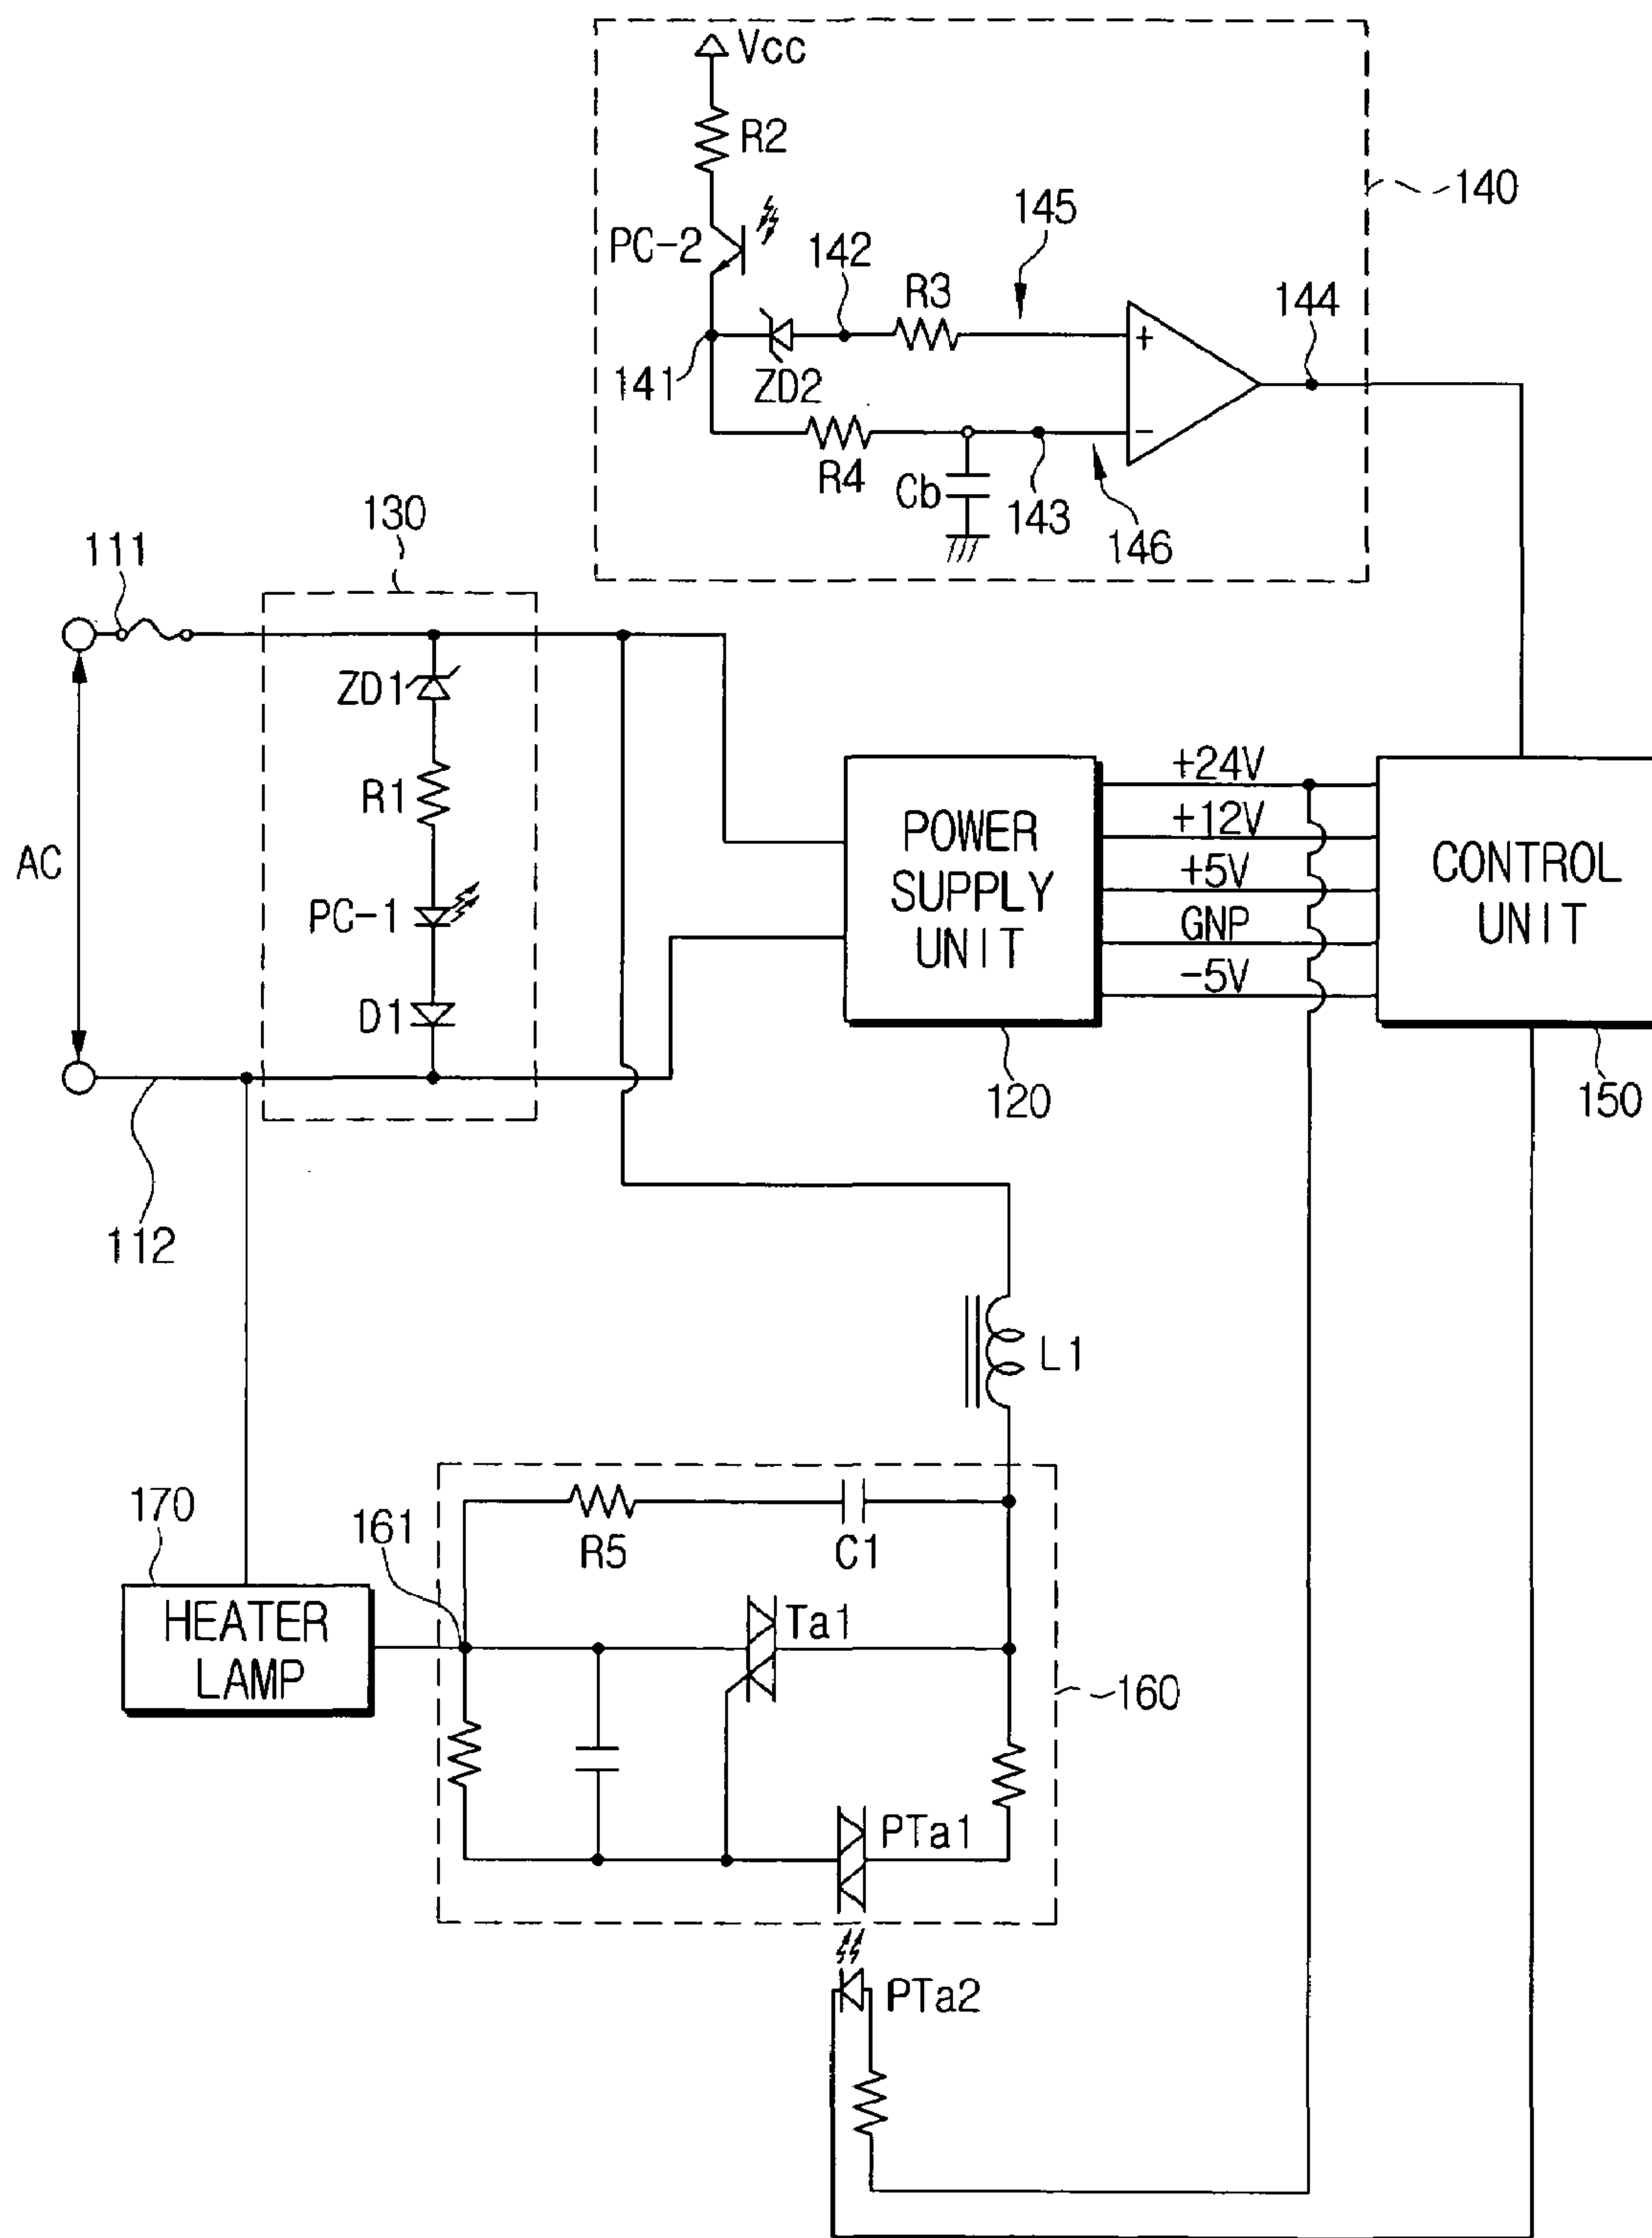 Vcc
R2
140
145
PC-2
142
R3
144
+
141
ZD2
−
R4
Cb
143
146
130
111
ZD1
+24V
R1
+12V
POWER
SUPPLY
UNIT
AC
+5V
CONTROL
UNIT
PC-1
GNP
-5V
D1
120
150
112
L1
170
161
R5
C1
HEATER
LAMP
Ta1
160
PTa1
PTa2